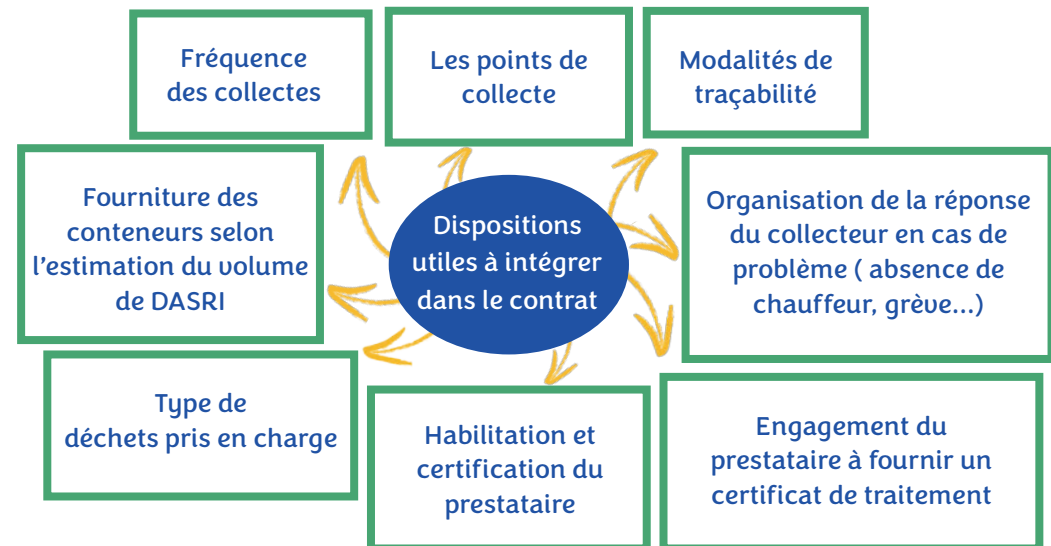 Fréquence
des collectes
Les points de
collecte
Modalités de
traçabilité
Fourniture des
conteneurs selon
l'estimation du volume
de DASRI
Dispositions
utiles à intégrer
dans le contrat
Organisation de la réponse
du collecteur en cas de
problème ( absence de
chauffeur, grève...)
Type de
déchets pris en charge
Habilitation et
certification du
prestataire
Engagement du
prestataire à fournir un
certificat de traitement